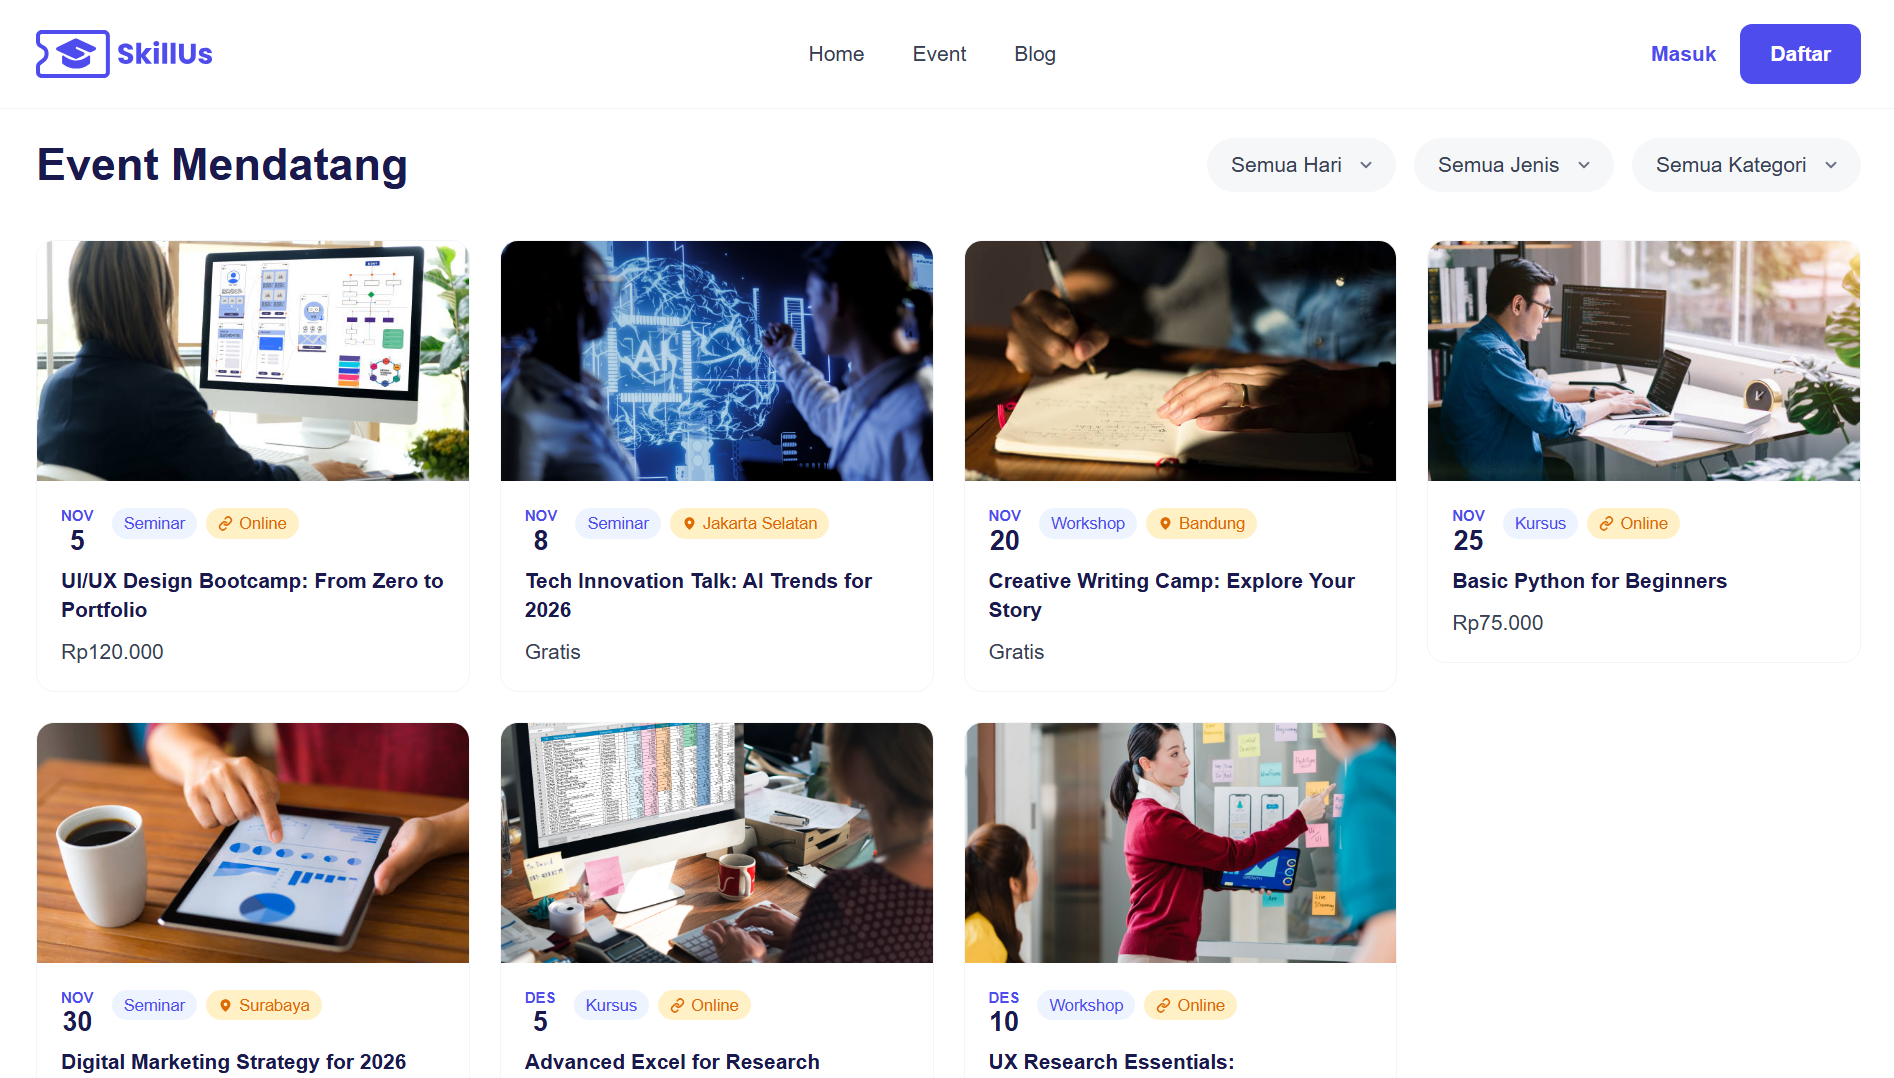 SkillUs
Home
Event
Blog
Masuk
Daftar
Event Mendatang
Semua Hari
Semua Jenis
Semua Kategori
AI
NOV
5
Seminar
Online
UI/UX Design Bootcamp: From Zero to
Portfolio
Rp120.000
NOV
8
Seminar
Jakarta Selatan
Tech Innovation Talk: AI Trends for
2026
Gratis
NOV
20
Workshop
Bandung
Creative Writing Camp: Explore Your
Story
Gratis
NOV
25
Kursus
Online
Basic Python for Beginners
Rp75.000
NOV
30
Seminar
Surabaya
Digital Marketing Strategy for 2026
DES
5
Kursus
Online
Advanced Excel for Research
DES
10
Workshop
Online
UX Research Essentials: